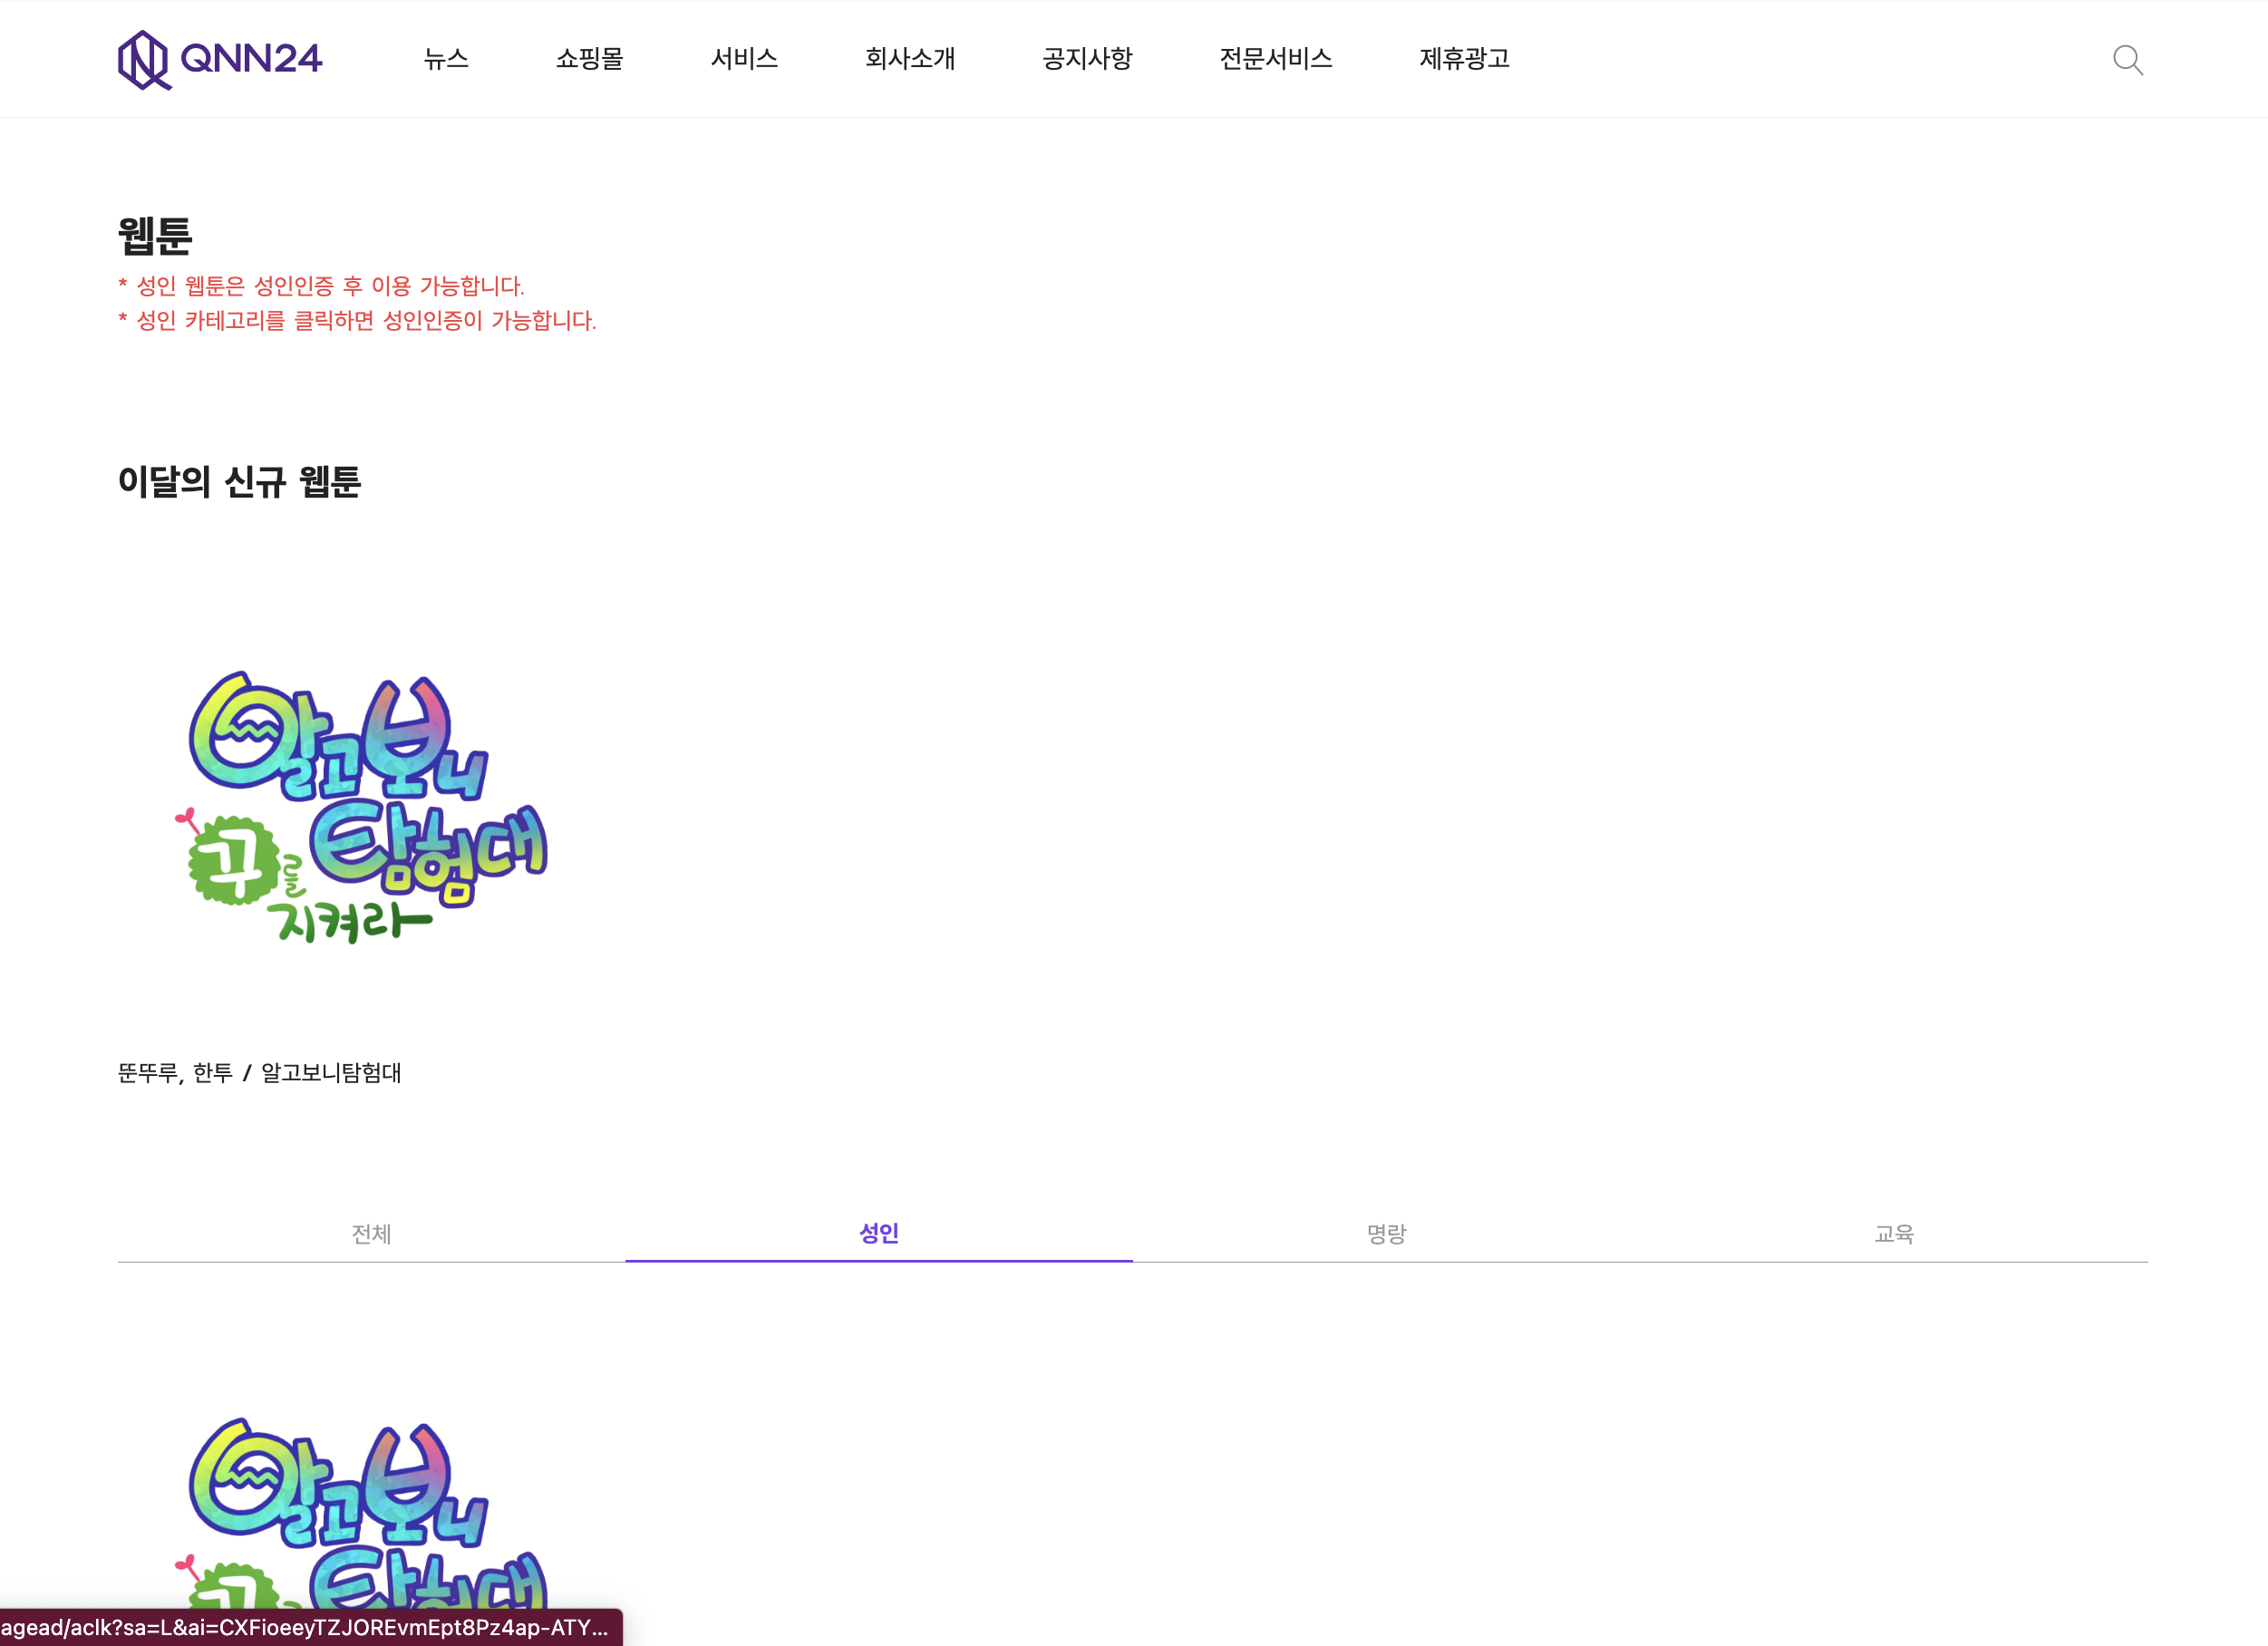 QNN24 뉴스 쇼핑몰 서비스 회사소개 공지사항 전문서비스 제휴광고
웹툰
* 성인 웹툰은 성인인증 후 이용 가능합니다.
* 성인 카테고리를 클릭하면 성인인증이 가능합니다.
이달의 신규 웹툰
알고보니
탐험대
꾸를
지켜라
뚠뚜루, 한투 / 알고보니탐험대
전체 성인 명랑 교육
알고보니
탐험대
꾸를
agead/aclk?sa=L&ai=CXFioeeyTZJOREvmEpt8Pz4ap-ATY...